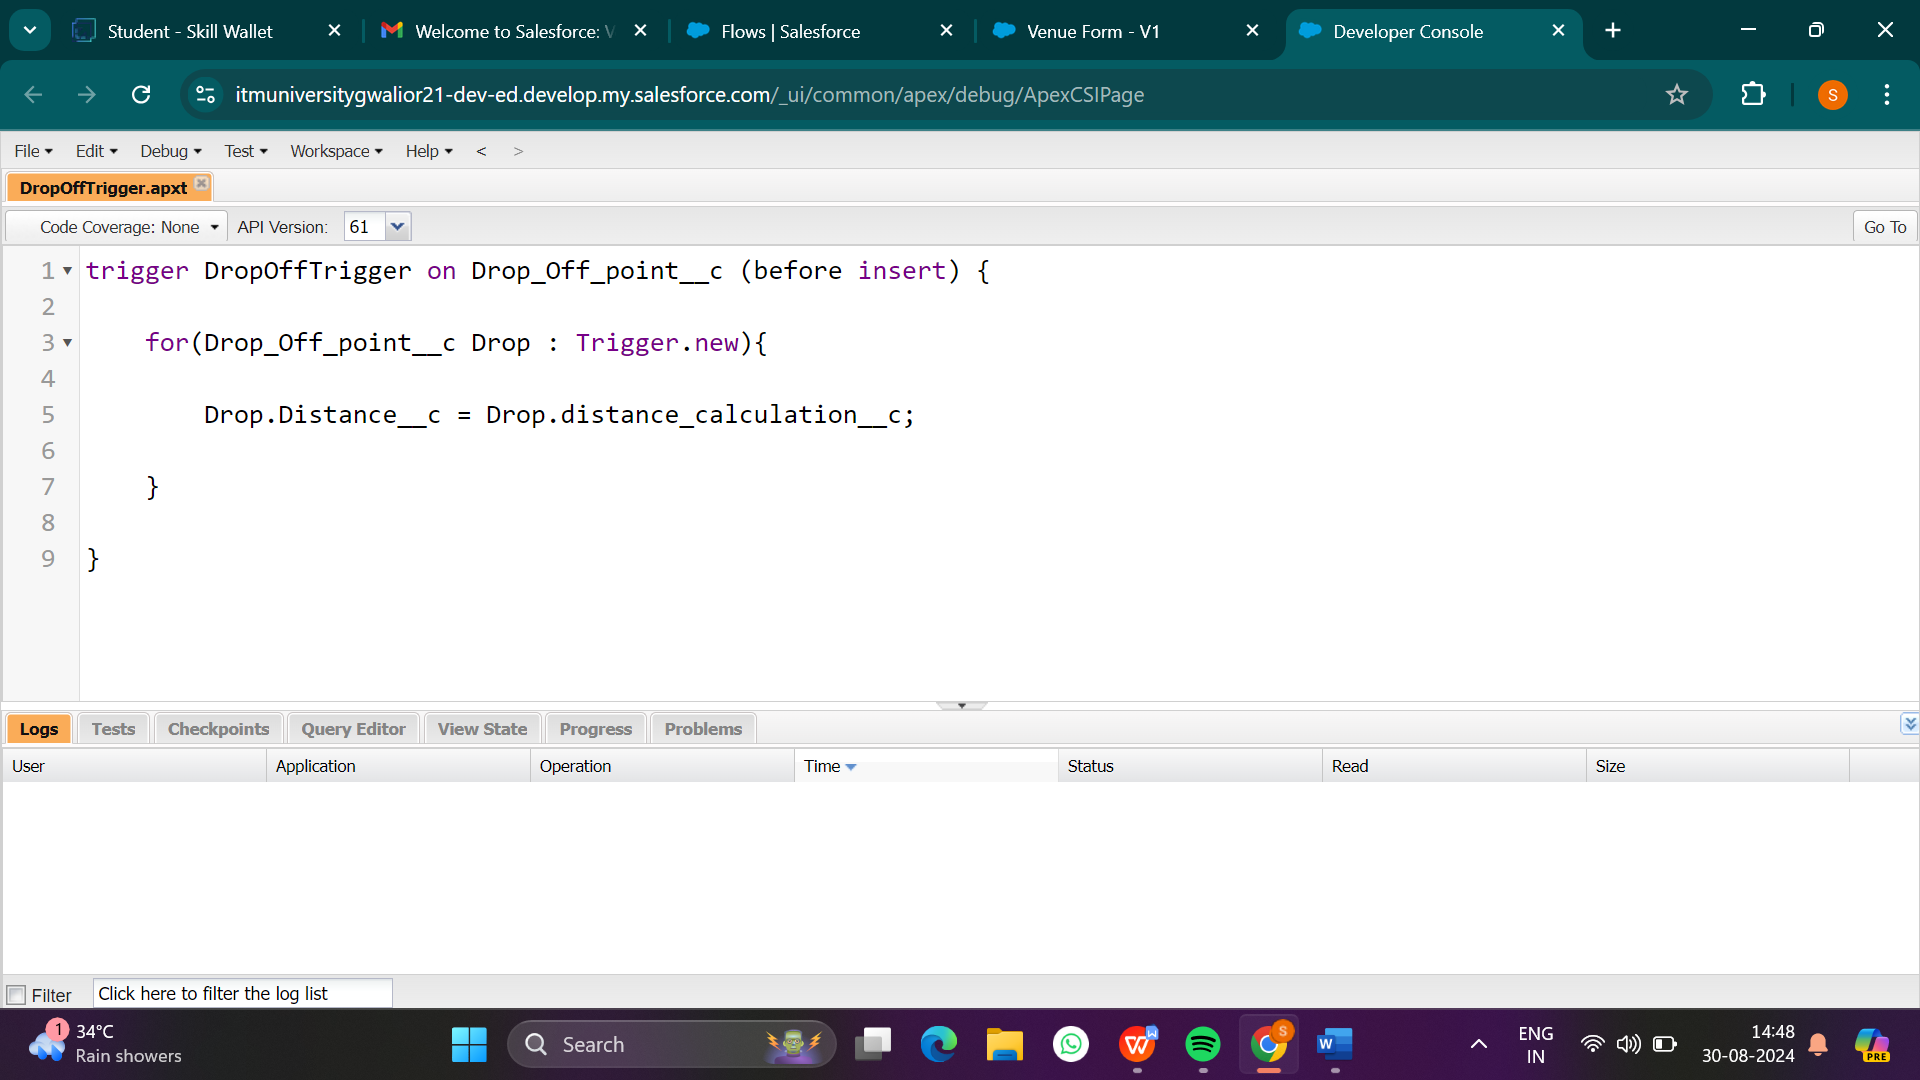 Student - Skill Wallet
Welcome to Salesforce: V
Flows | Salesforce
Venue Form - V1
Developer Console
itmuniversitygwalior21-dev-ed.develop.my.salesforce.com/_ui/common/apex/debug/ApexCSIPage
S
File Edit Debug Test Workspace Help < >
DropOffTrigger.apxt
Code Coverage: None API Version: 61 Go To
1 trigger DropOffTrigger on Drop_Off_point__c (before insert) {
2
3 for(Drop_Off_point__c Drop : Trigger.new){
4
5 Drop.Distance__c = Drop.distance_calculation__c;
6
7 }
8
9 }
Logs Tests Checkpoints Query Editor View State Progress Problems
User Application Operation Time Status Read Size
Filter Click here to filter the log list
1
34°C
Rain showers
Search
W
S
W
PRE
ENG
IN
14:48
30-08-2024